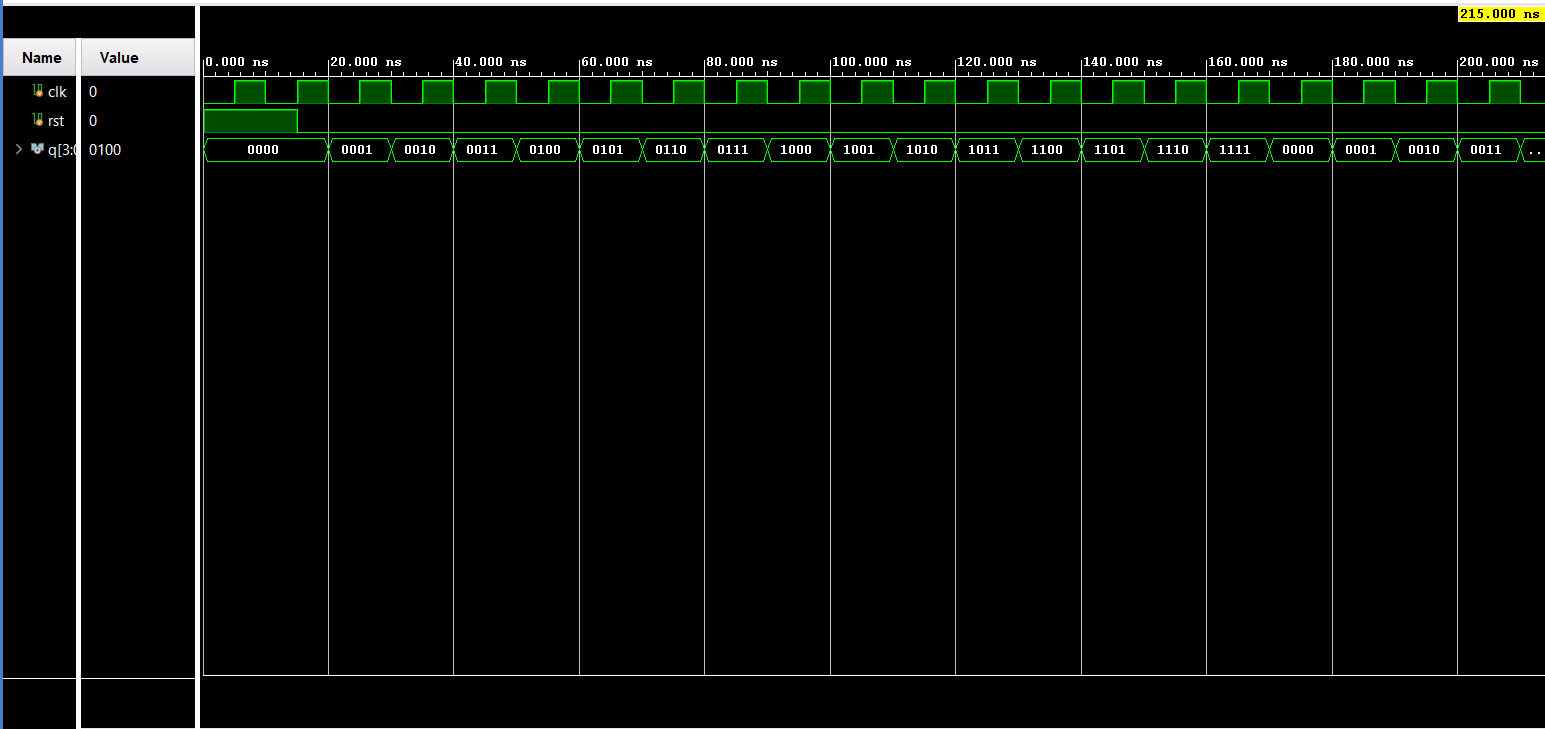 215.000 ns
Name Value
0.000 ns 20.000 ns 40.000 ns 60.000 ns 80.000 ns 100.000 ns 120.000 ns 140.000 ns 160.000 ns 180.000 ns 200.000 ns
clk 0
rst 0
q[3:0 0100 0000 0001 0010 0011 0100 0101 0110 0111 1000 1001 1010 1011 1100 1101 1110 1111 0000 0001 0010 0011 ..